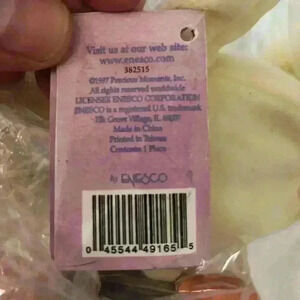 Visit us at our web site:
www.enesco.com
382515
©1997 Precious Moments, Inc.
All rights reserved worldwide
LICENSEE ENESCO CORPORATION
ENESCO is a registered U.S. trademark
Elk Grove Village, IL 60007
Made in China
Printed in Taiwan
Contents: 1 Piece
By ENESCO
0 45544 49165 5